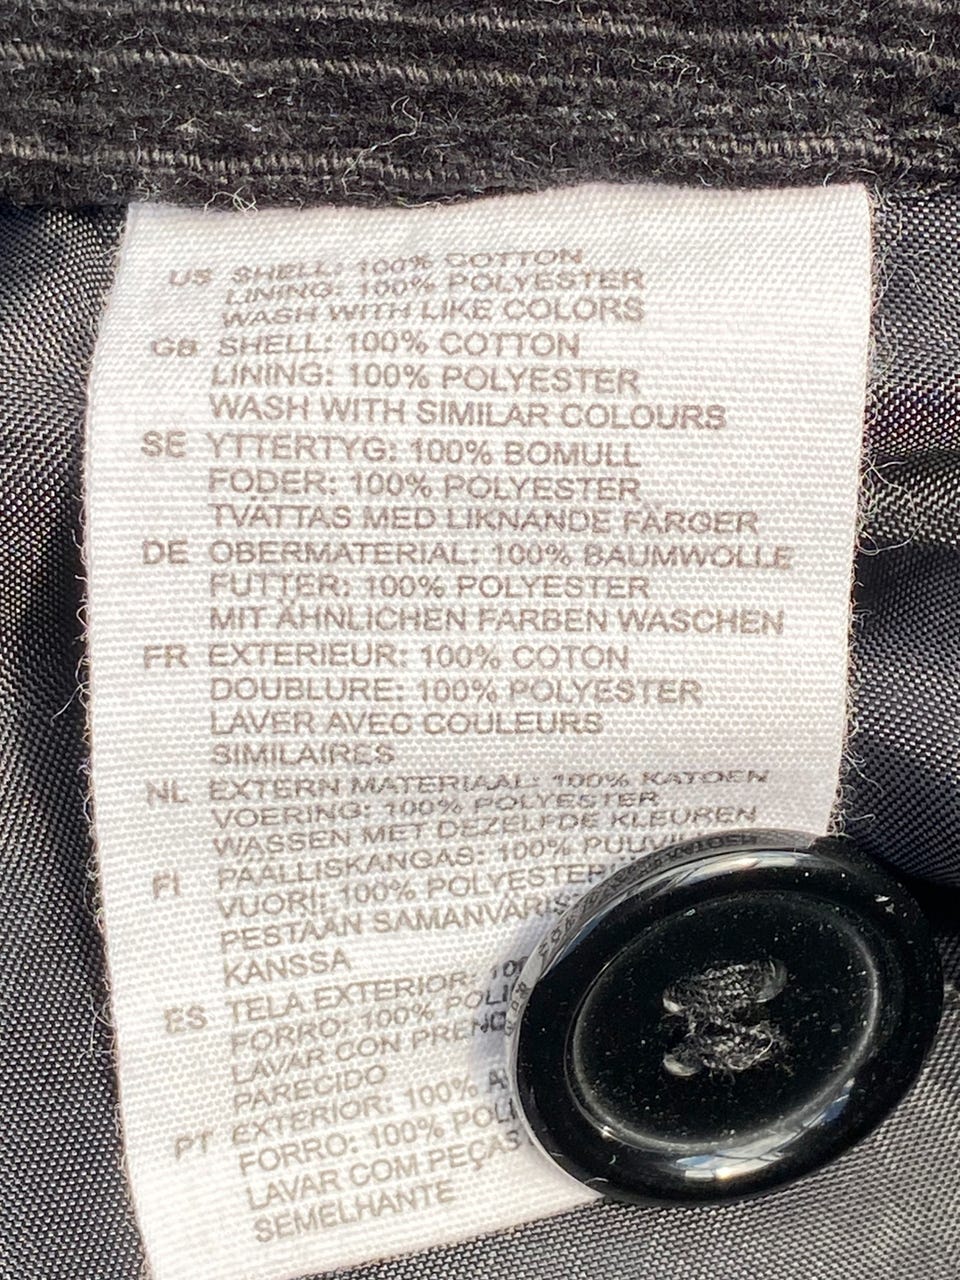 US SHELL: 100% COTTON
LINING: 100% POLYESTER
WASH WITH LIKE COLORS
GB SHELL: 100% COTTON
LINING: 100% POLYESTER
WASH WITH SIMILAR COLOURS
SE YTTERTYG: 100% BOMULL
FODER: 100% POLYESTER
TVÄTTAS MED LIKNANDE FÄRGER
DE OBERMATERIAL: 100% BAUMWOLLE
FUTTER: 100% POLYESTER
MIT ÄHNLICHEN FARBEN WASCHEN
FR EXTERIEUR: 100% COTON
DOUBLURE: 100% POLYESTER
LAVER AVEC COULEURS
SIMILAIRES
NL EXTERN MATERIAAL: 100% KATOEN
VOERING: 100% POLYESTER
WASSEN MET DEZELFDE KLEUREN
FI PÄÄLLISKANGAS: 100%
VUORI: 100% POLYESTERI
PESTÄÄN
KANSSA
ES TELA EXTERIOR:
FORRO: 100%
LAVAR CON
PARECIDO
PT EXTERIOR: 100%
FORRO: 100%
LAVAR COM PEÇAS
SEMELHANTE